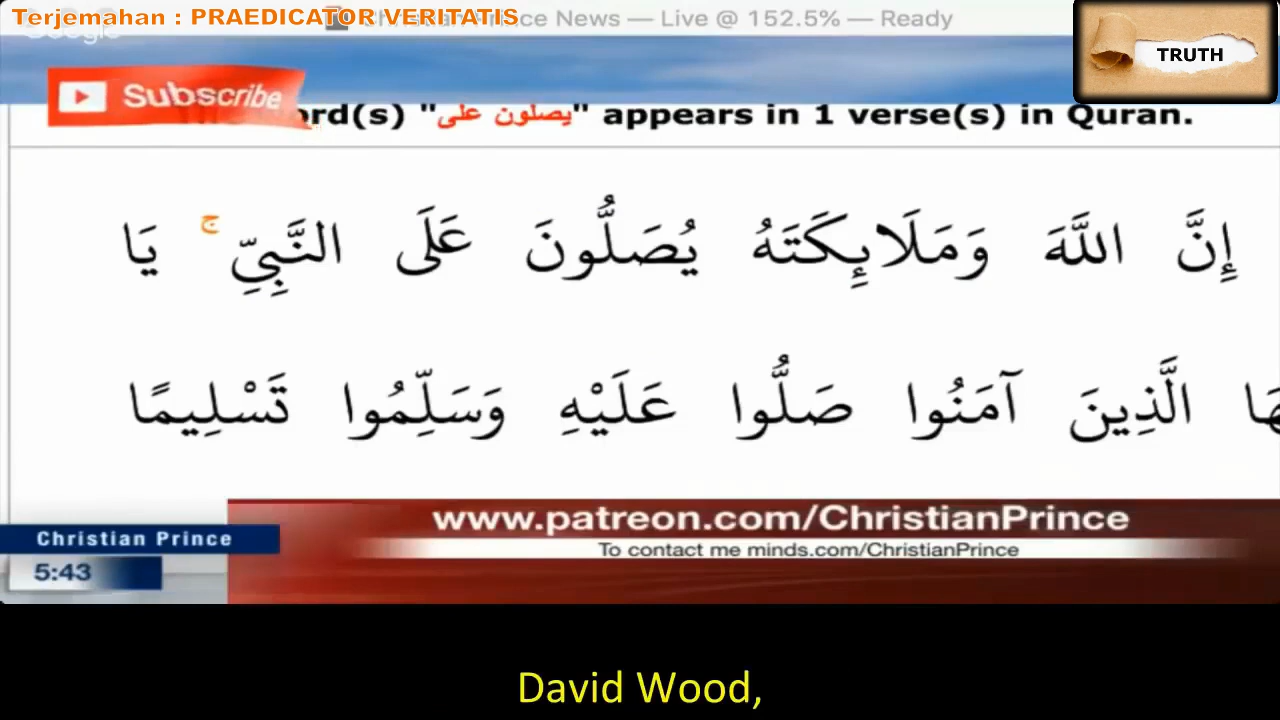 Terjemahan : PRAEDICATOR VERITATIS
Prince News — Live @ 152.5% — Ready
Google
TRUTH
Subscribe
"يصلون على" appears in 1 verse(s) in Quran.
إِنَّ اللَّهَ وَمَلَائِكَتَهُ يُصَلُّونَ عَلَى النَّبِيِّ ۚ يَا
الَّذِينَ آمَنُوا صَلُّوا عَلَيْهِ وَسَلِّمُوا تَسْلِيمًا
www.patreon.com/ChristianPrince
To contact me minds.com/ChristianPrince
Christian Prince
5:43
David Wood,